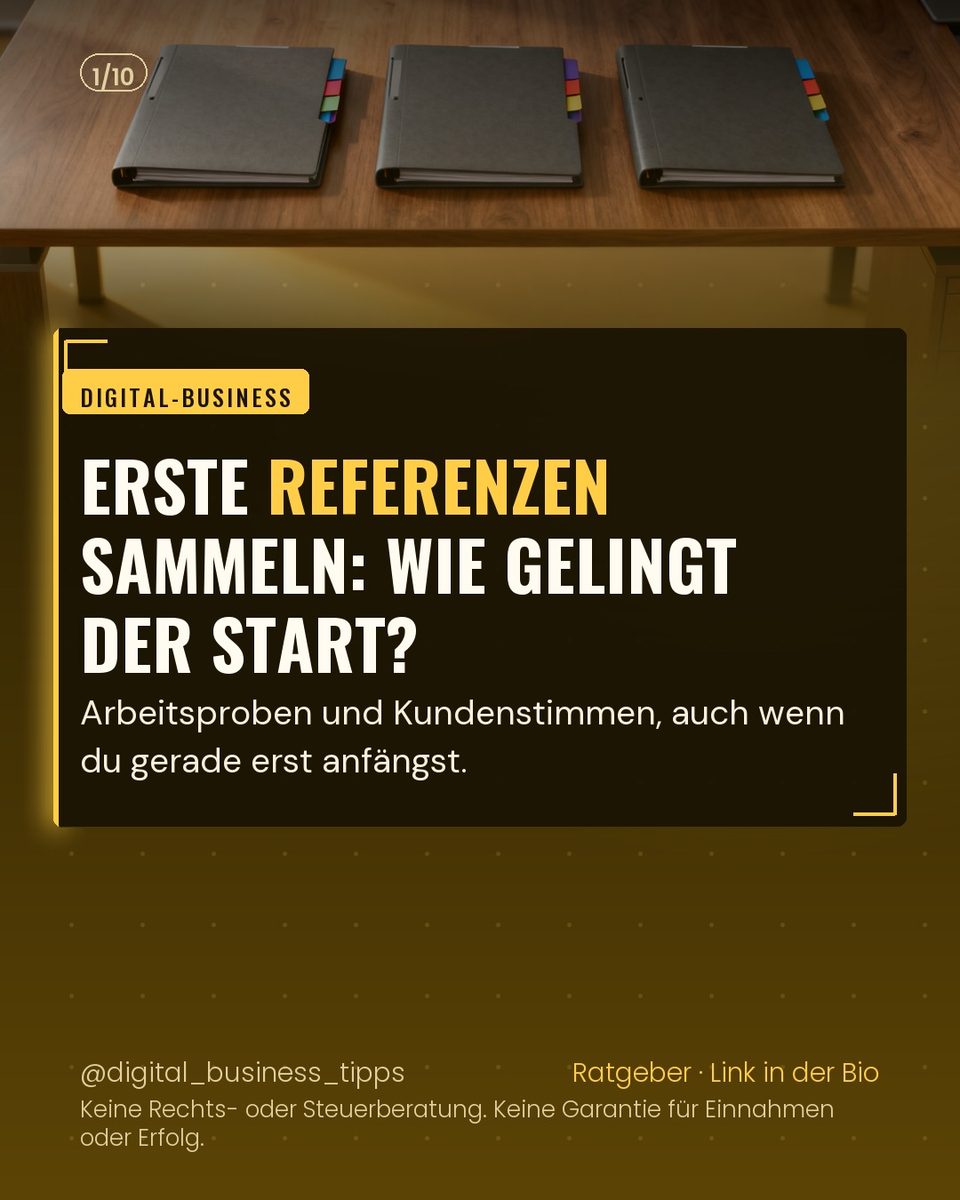 1/10
DIGITAL-BUSINESS
ERSTE REFERENZEN
SAMMELN: WIE GELINGT
DER START?
Arbeitsproben und Kundenstimmen, auch wenn
du gerade erst anfängst.
@digital_business_tipps
Ratgeber · Link in der Bio
Keine Rechts- oder Steuerberatung. Keine Garantie für Einnahmen
oder Erfolg.